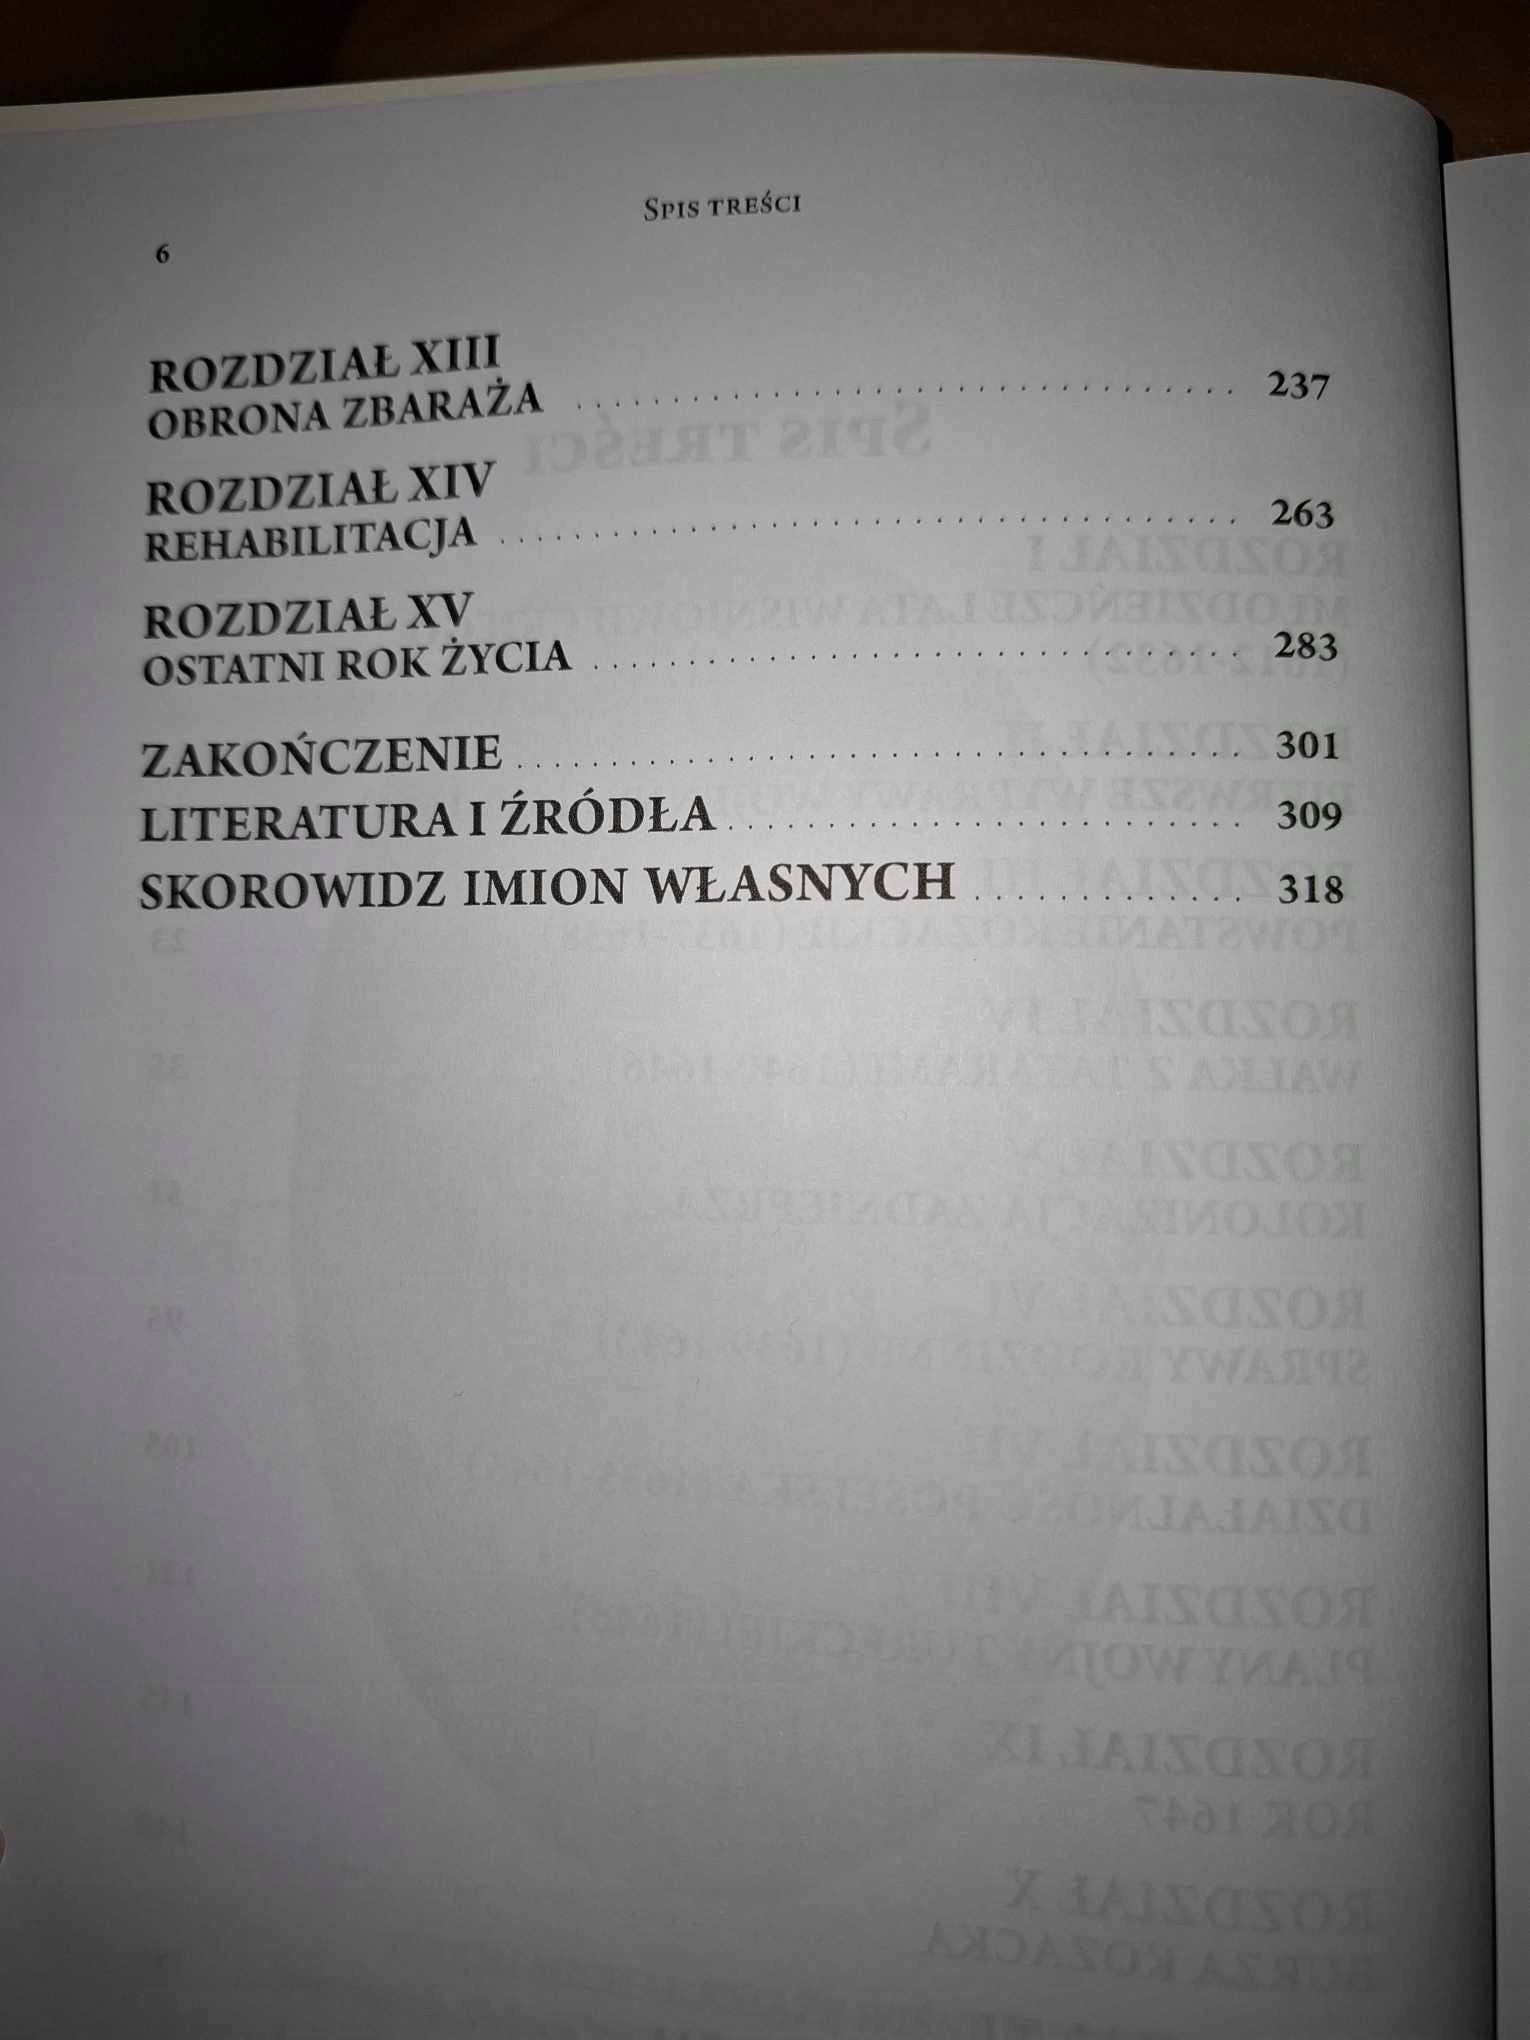 Spis treści
6
ROZDZIAŁ XIII
OBRONA ZBARAŻA ........................................ 237
ROZDZIAŁ XIV
REHABILITACJA ........................................ 263
ROZDZIAŁ XV
OSTATNI ROK ŻYCIA ........................................ 283
ZAKOŃCZENIE ........................................ 301
LITERATURA I ŹRÓDŁA ........................................ 309
SKOROWIDZ IMION WŁASNYCH .............. 318